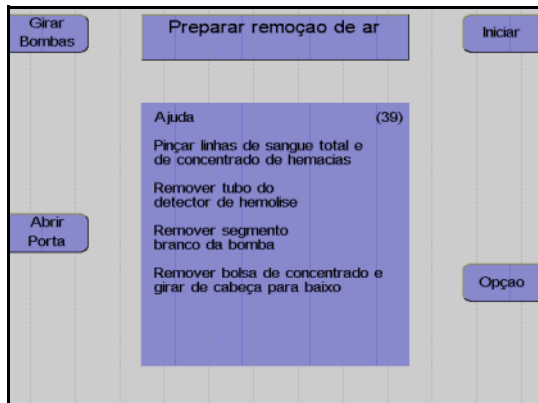 Girar
Bombas
Preparar remoçao de ar
Iniciar
Ajuda (39)
Pinçar linhas de sangue total e
de concentrado de hemacias
Remover tubo do
detector de hemolise
Remover segmento
branco da bomba
Remover bolsa de concentrado e
girar de cabeça para baixo
Abrir
Porta
Opçao